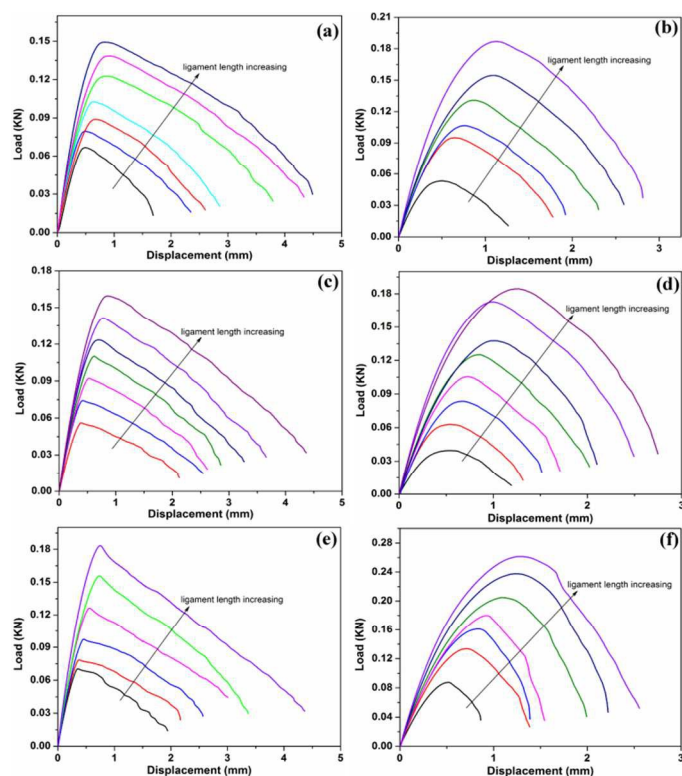 (a)
ligament length increasing
Load (KN)
0.15
0.12
0.09
0.06
0.03
0.00
0 1 2 3 4 5
Displacement (mm)
(b)
ligament length increasing
Load (KN)
0.21
0.18
0.15
0.12
0.09
0.06
0.03
0.00
0 1 2 3
Displacement (mm)
(c)
ligament length increasing
Load (KN)
0.18
0.15
0.12
0.09
0.06
0.03
0.00
0 1 2 3 4 5
Displacement (mm)
(d)
ligament length increasing
Load (KN)
0.18
0.15
0.12
0.09
0.06
0.03
0.00
0 1 2 3
Displacement (mm)
(e)
ligament length increasing
Load (KN)
0.18
0.15
0.12
0.09
0.06
0.03
0.00
0 1 2 3 4 5
Displacement (mm)
(f)
ligament length increasing
Load (KN)
0.28
0.24
0.20
0.16
0.12
0.08
0.04
0.00
0 1 2 3
Displacement (mm)